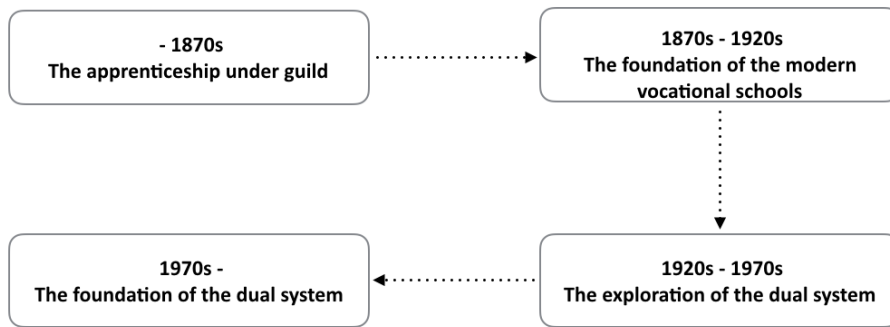 - 1870s
The apprenticeship under guild
1870s - 1920s
The foundation of the modern
vocational schools
1920s - 1970s
The exploration of the dual system
1970s -
The foundation of the dual system